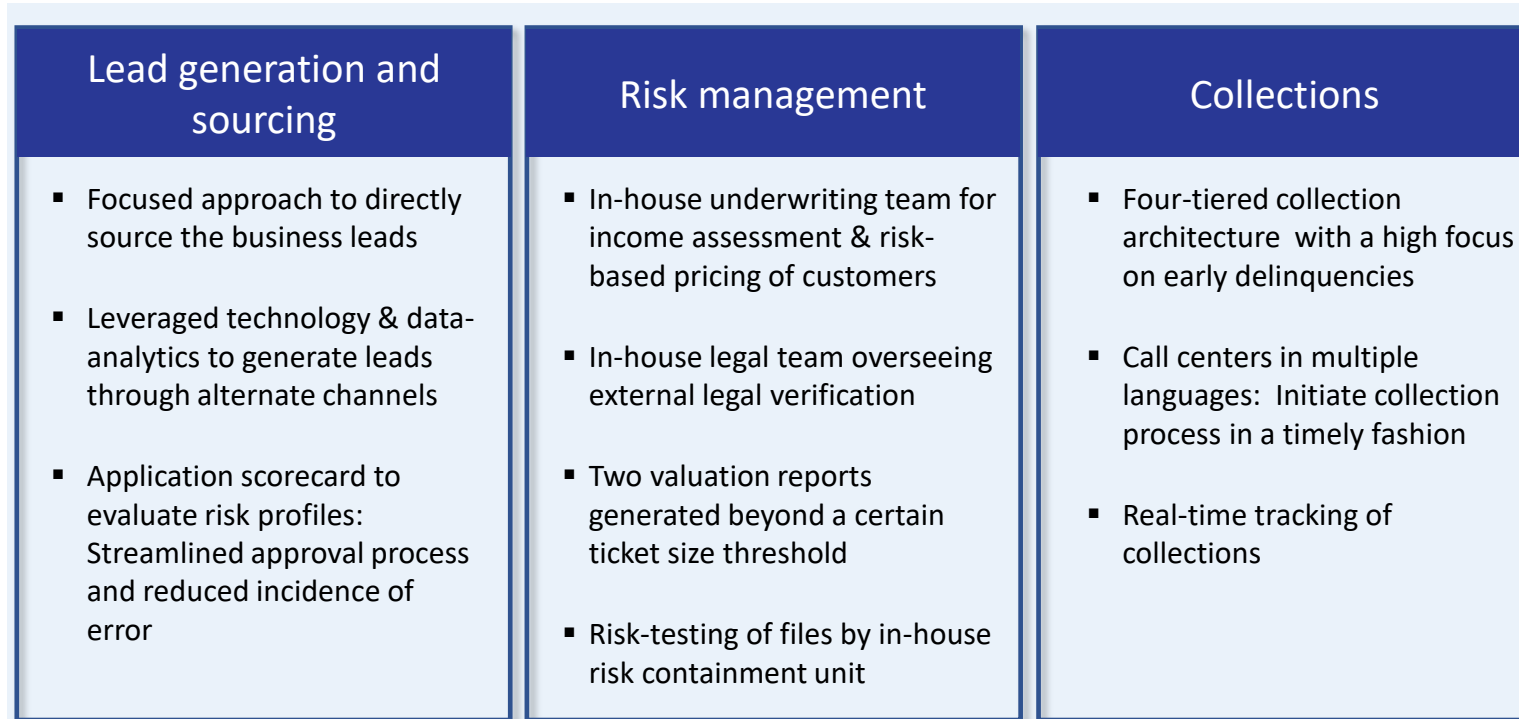 Lead generation and
sourcing
▪ Focused approach to directly
source the business leads
▪ Leveraged technology & data-
analytics to generate leads
through alternate channels
▪ Application scorecard to
evaluate risk profiles:
Streamlined approval process
and reduced incidence of
error
Risk management
▪ In-house underwriting team for
income assessment & risk-
based pricing of customers
▪ In-house legal team overseeing
external legal verification
▪ Two valuation reports
generated beyond a certain
ticket size threshold
▪ Risk-testing of files by in-house
risk containment unit
Collections
▪ Four-tiered collection
architecture  with a high focus
on early delinquencies
▪ Call centers in multiple
languages:  Initiate collection
process in a timely fashion
▪ Real-time tracking of
collections